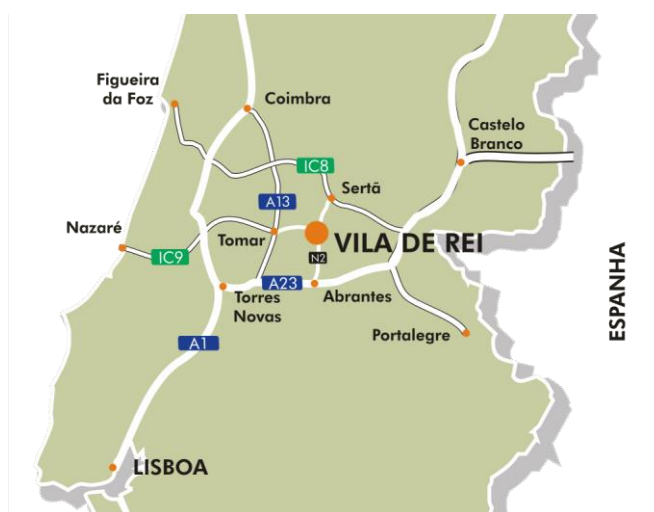 Figueira
da Foz
Coimbra
Castelo
Branco
IC8
Sertã
A13
Nazaré
Tomar
VILA DE REI
IC9
N2
ESPANHA
A23
Torres
Novas
Abrantes
Portalegre
A1
LISBOA